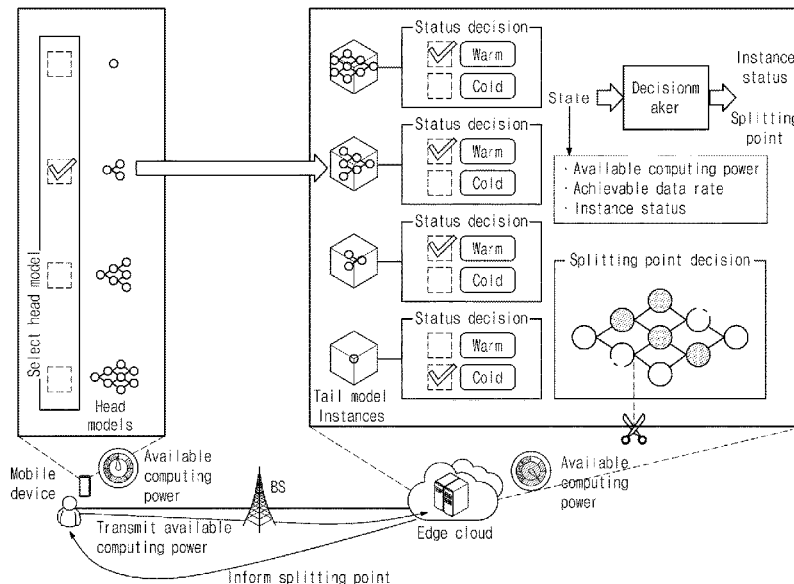 Select head model
Head
models
Status decision
Warm
Cold
Status decision
Warm
Cold
Status decision
Warm
Cold
Status decision
Warm
Cold
Tail model
Instances
State
Decisionm
aker
Instance
status
Splitting
point
· Available computing power
· Achievable data rate
· Instance status
Splitting point decision
Mobile
device
Available
computing
power
BS
Transmit available
computing power
Edge cloud
Available
computing
power
Inform splitting point